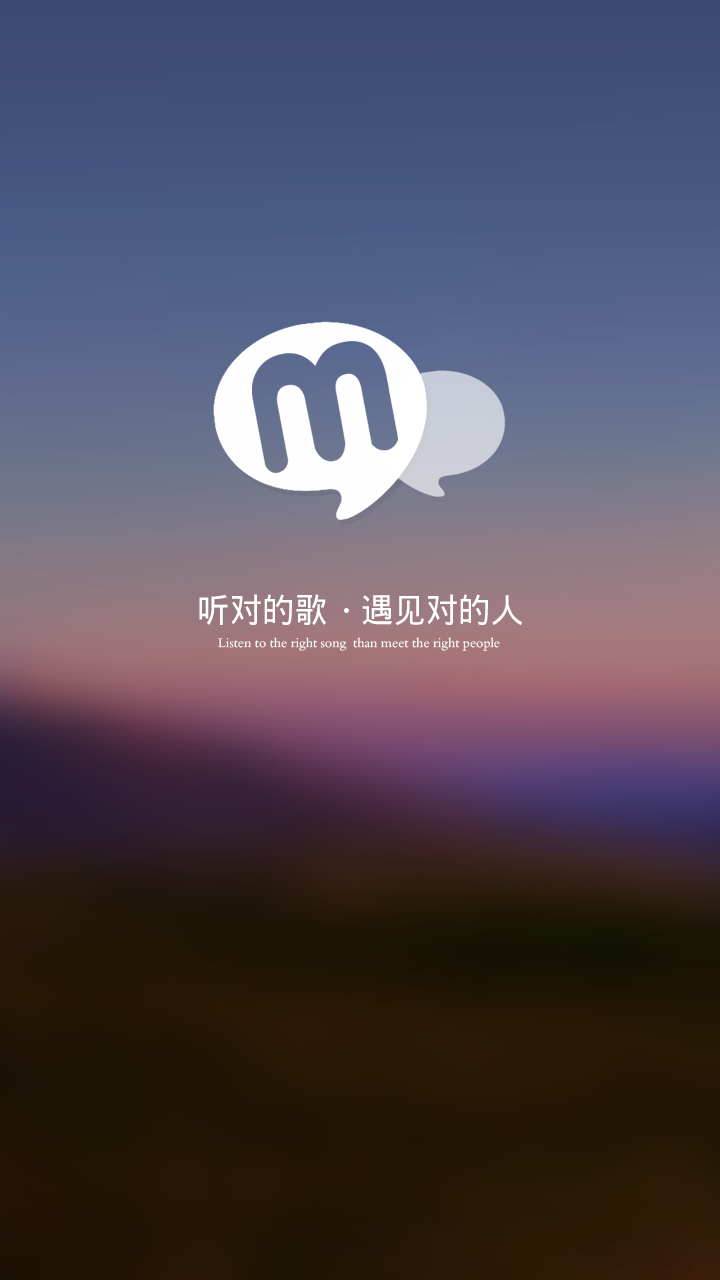 m
听对的歌 · 遇见对的人
Listen to the right song than meet the right people